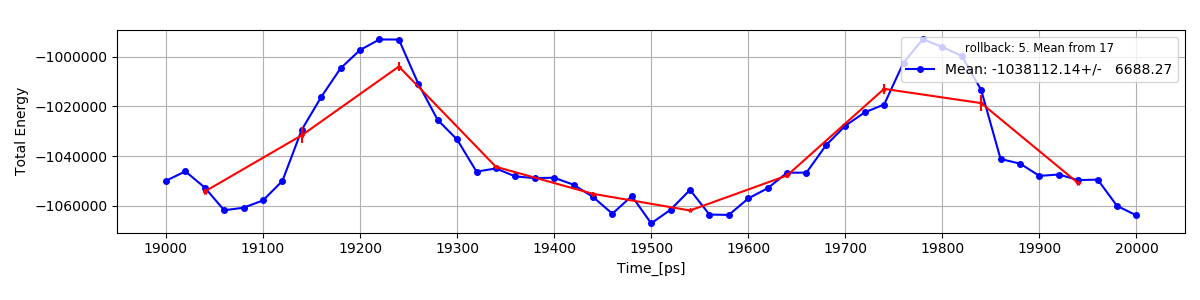 rollback: 5. Mean from 17
Mean: -1038112.14+/-   6688.27
Total Energy
−1000000
−1020000
−1040000
−1060000
19000 19100 19200 19300 19400 19500 19600 19700 19800 19900 20000
Time_[ps]